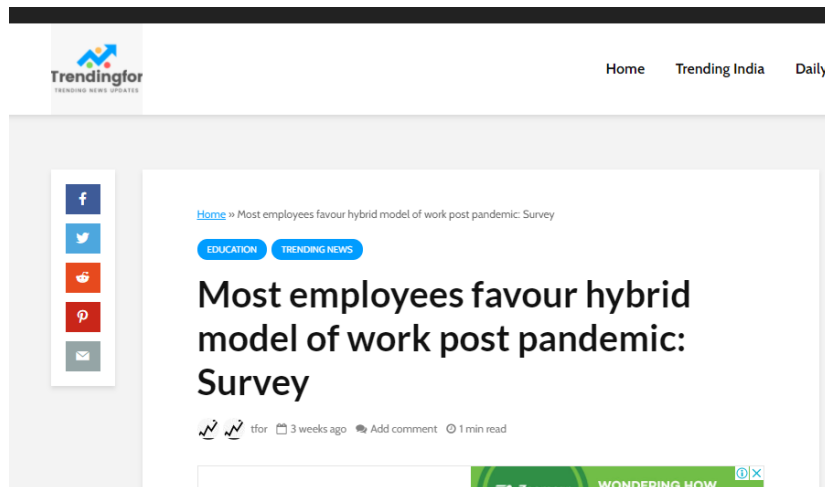 Trendingfor
TRENDING NEWS UPDATES
Home Trending India Daily
Home » Most employees favour hybrid model of work post pandemic: Survey
EDUCATION TRENDING NEWS
Most employees favour hybrid
model of work post pandemic:
Survey
tfor 3 weeks ago Add comment 1 min read
WONDERING HOW